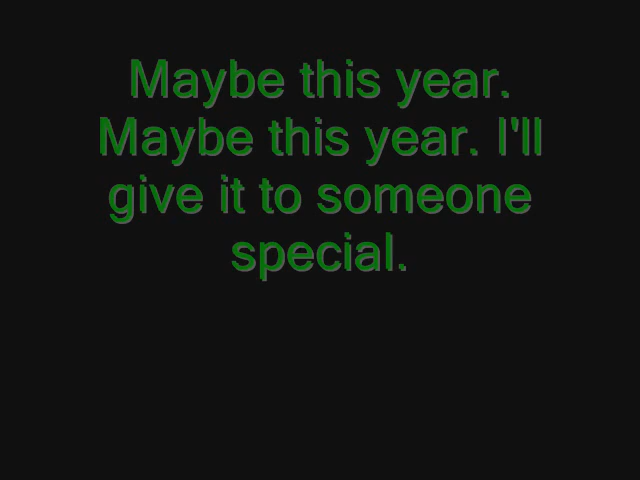 Maybe this year.
Maybe this year. I'll
give it to someone
special.